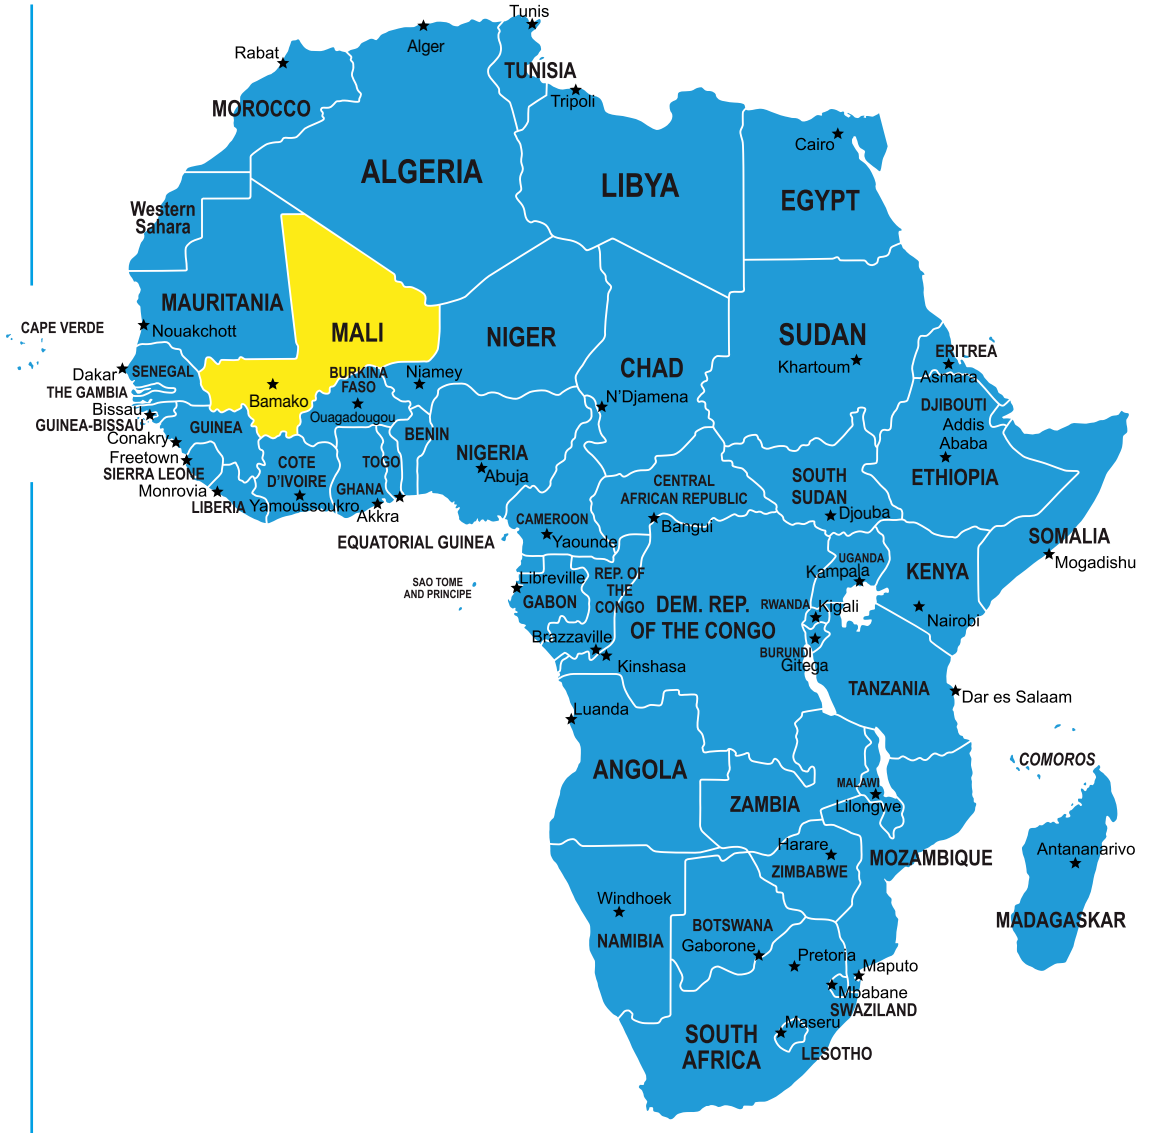 Tunis
Rabat
Alger
TUNISIA
Tripoli
MOROCCO
Cairo
ALGERIA
LIBYA
EGYPT
Western
Sahara
MAURITANIA
Nouakchott
CAPE VERDE
MALI
NIGER
CHAD
SUDAN
Khartoum
ERITREA
Asmara
Dakar
SENEGAL
THE GAMBIA
BURKINA
FASO
Niamey
N'Djamena
DJIBOUTI
Addis
Ababa
Bamako
Ouagadougou
Bissau
GUINEA-BISSAU
GUINEA
BENIN
Conakry
Freetown
SIERRA LEONE
COTE
D'IVOIRE
TOGO
NIGERIA
Abuja
ETHIOPIA
Monrovia
LIBERIA
Yamoussoukro
GHANA
Akkra
CENTRAL
AFRICAN REPUBLIC
SOUTH
SUDAN
Djouba
CAMEROON
Yaounde
Bangui
EQUATORIAL GUINEA
SOMALIA
Mogadishu
UGANDA
Kampala
KENYA
SAO TOME
AND PRINCIPE
Libreville
GABON
REP. OF
THE
CONGO
DEM. REP.
OF THE CONGO
RWANDA
Kigali
Nairobi
Brazzaville
Kinshasa
BURUNDI
Gitega
TANZANIA
Dar es Salaam
Luanda
ANGOLA
COMOROS
ZAMBIA
MALAWI
Lilongwe
Harare
ZIMBABWE
MOZAMBIQUE
Antananarivo
MADAGASKAR
Windhoek
NAMIBIA
BOTSWANA
Gaborone
Pretoria
Maputo
Mbabane
SWAZILAND
Maseru
LESOTHO
SOUTH
AFRICA